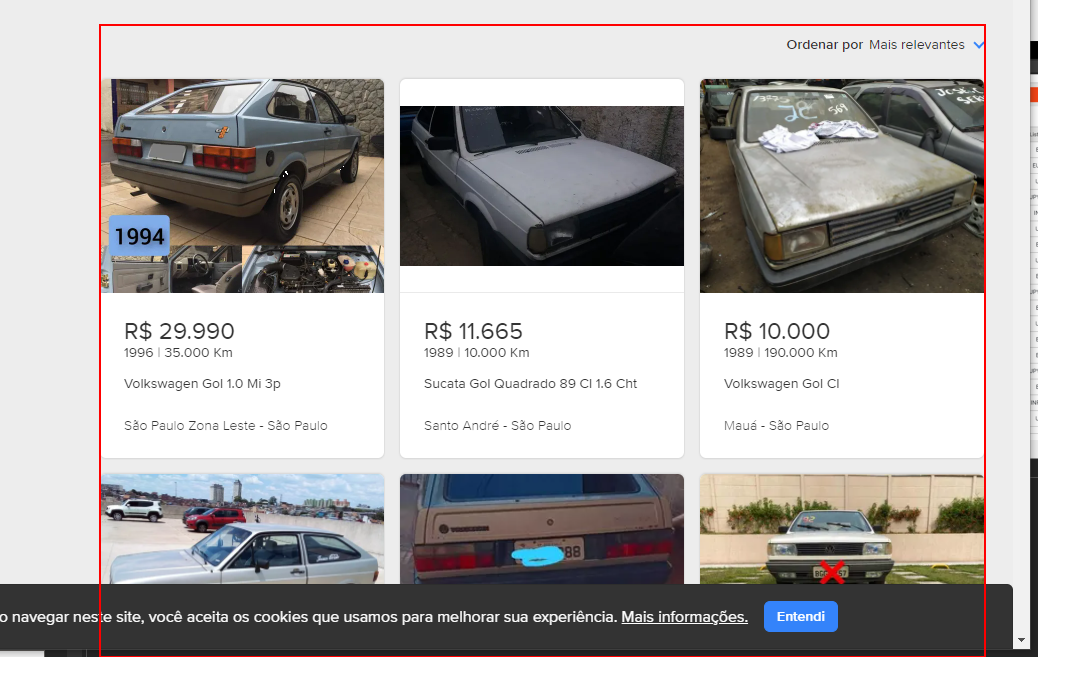 Ordenar por Mais relevantes
1994
R$ 29.990
1996 | 35.000 Km
Volkswagen Gol 1.0 Mi 3p
São Paulo Zona Leste - São Paulo
R$ 11.665
1989 | 10.000 Km
Sucata Gol Quadrado 89 Cl 1.6 Cht
Santo André - São Paulo
569
R$ 10.000
1989 | 190.000 Km
Volkswagen Gol Cl
Mauá - São Paulo
o navegar neste site, você aceita os cookies que usamos para melhorar sua experiência. Mais informações.
Entendi